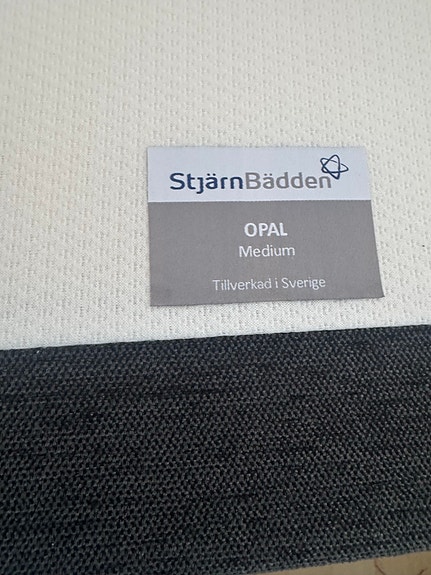 StjärnBädden
OPAL
Medium
Tillverkad i Sverige